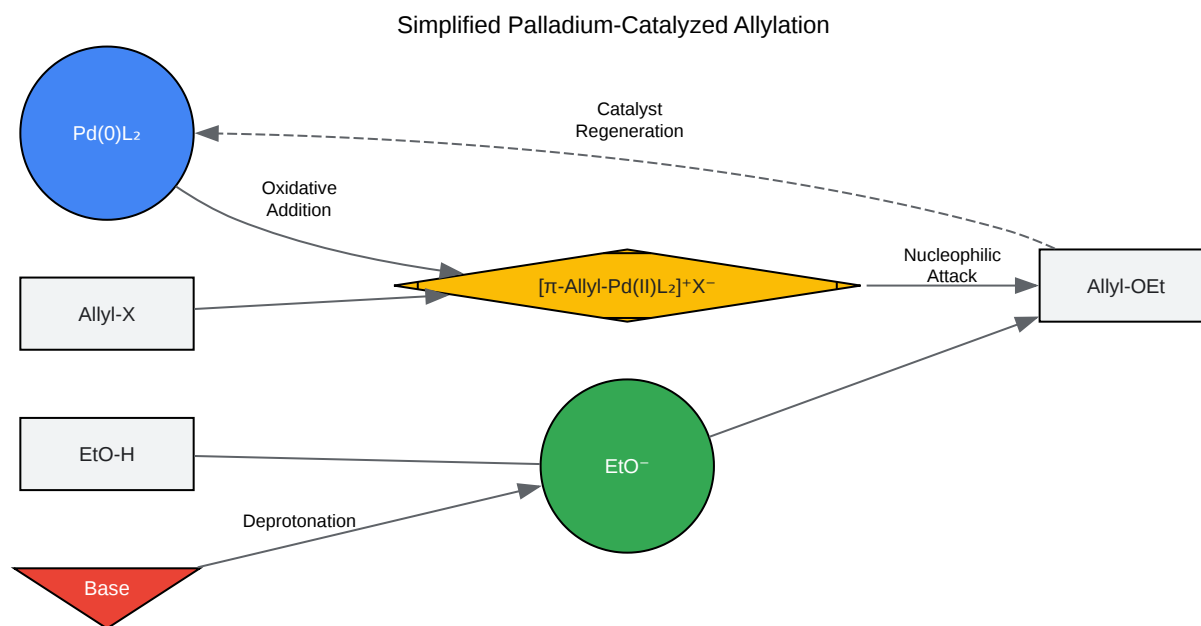 Simplified Palladium-Catalyzed Allylation
Pd(0)L₂
Catalyst
Regeneration
Oxidative
Addition
Allyl-X
[π-Allyl-Pd(II)L₂]⁺X⁻
Nucleophilic
Attack
Allyl-OEt
EtO-H
EtO⁻
Deprotonation
Base